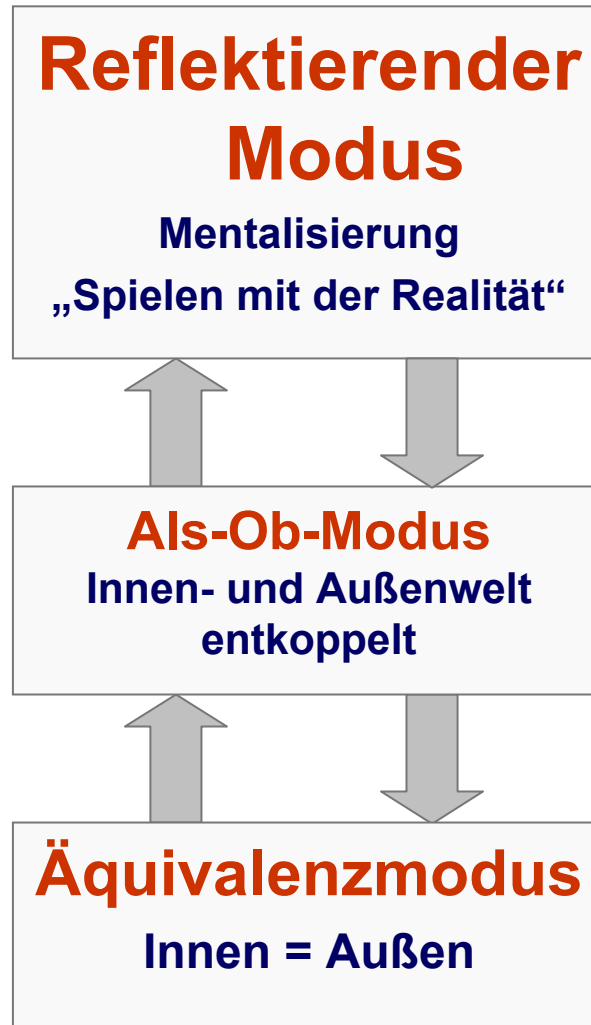 Reflektierender
Modus
Mentalisierung
„Spielen mit der Realität“
Als-Ob-Modus
Innen- und Außenwelt
entkoppelt
Äquivalenzmodus
Innen = Außen